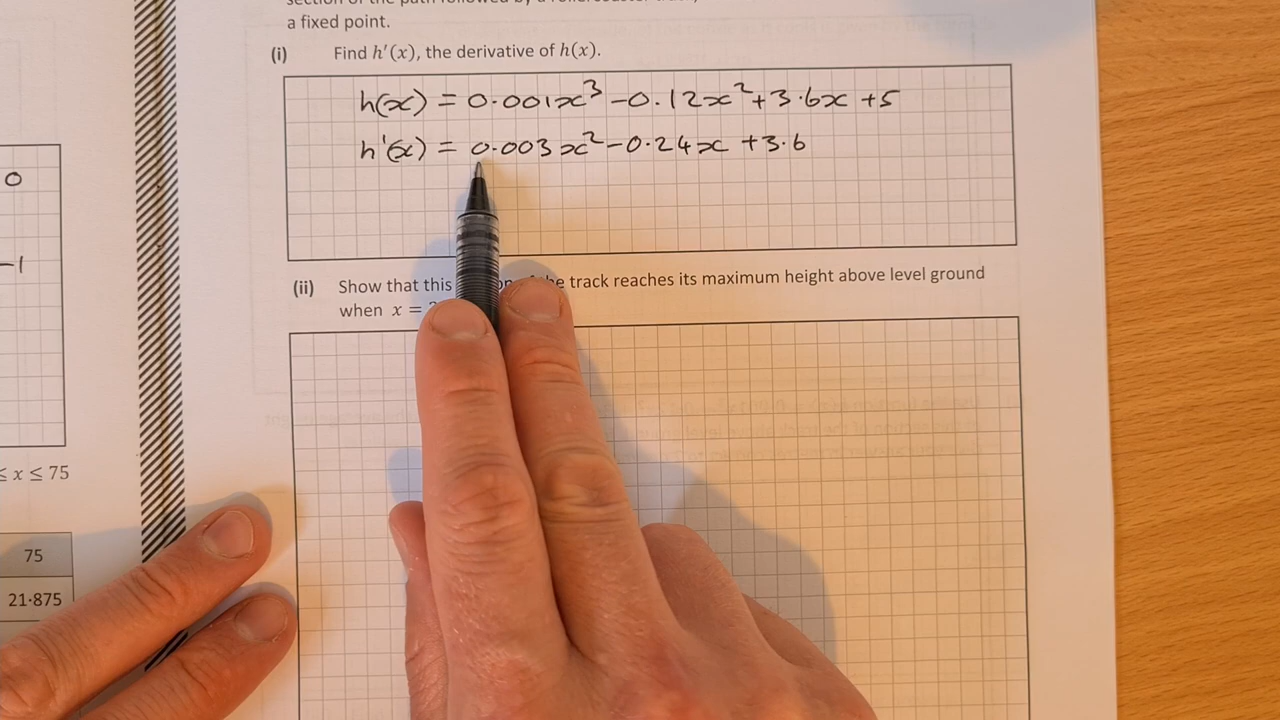 a fixed point.
(i) Find h′(x), the derivative of h(x).
h(x) = 0·001x³ – 0·12x² + 3·6x + 5
h'(x) = 0·003x² – 0·24x + 3·6
0
–1
(ii) Show that this the track reaches its maximum height above level ground
when x =
≤ x ≤ 75
75
21·875